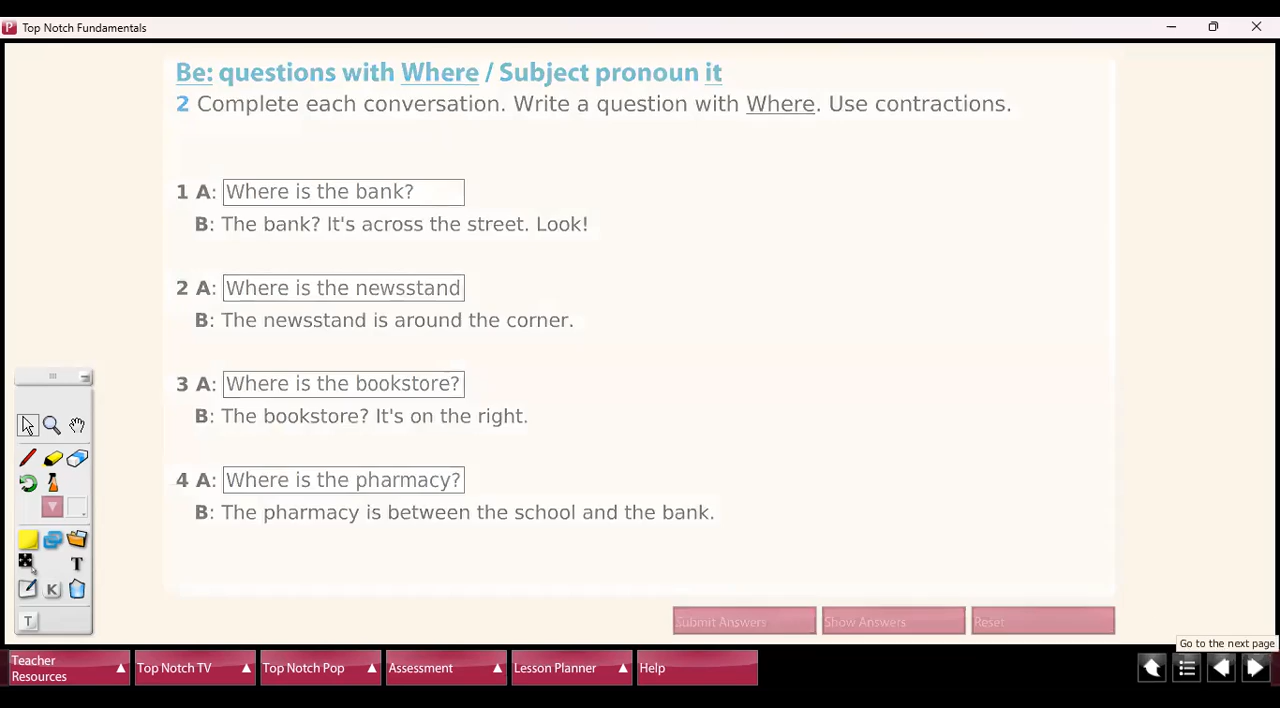 Top Notch Fundamentals
Be: questions with Where / Subject pronoun it
2 Complete each conversation. Write a question with Where. Use contractions.
1 A: Where is the bank?
B: The bank? It's across the street. Look!
2 A: Where is the newsstand
B: The newsstand is around the corner.
3 A: Where is the bookstore?
B: The bookstore? It's on the right.
4 A: Where is the pharmacy?
B: The pharmacy is between the school and the bank.
T
K
T
Submit Answers Show Answers Reset
Go to the next page
Teacher Resources Top Notch TV Top Notch Pop Assessment Lesson Planner Help